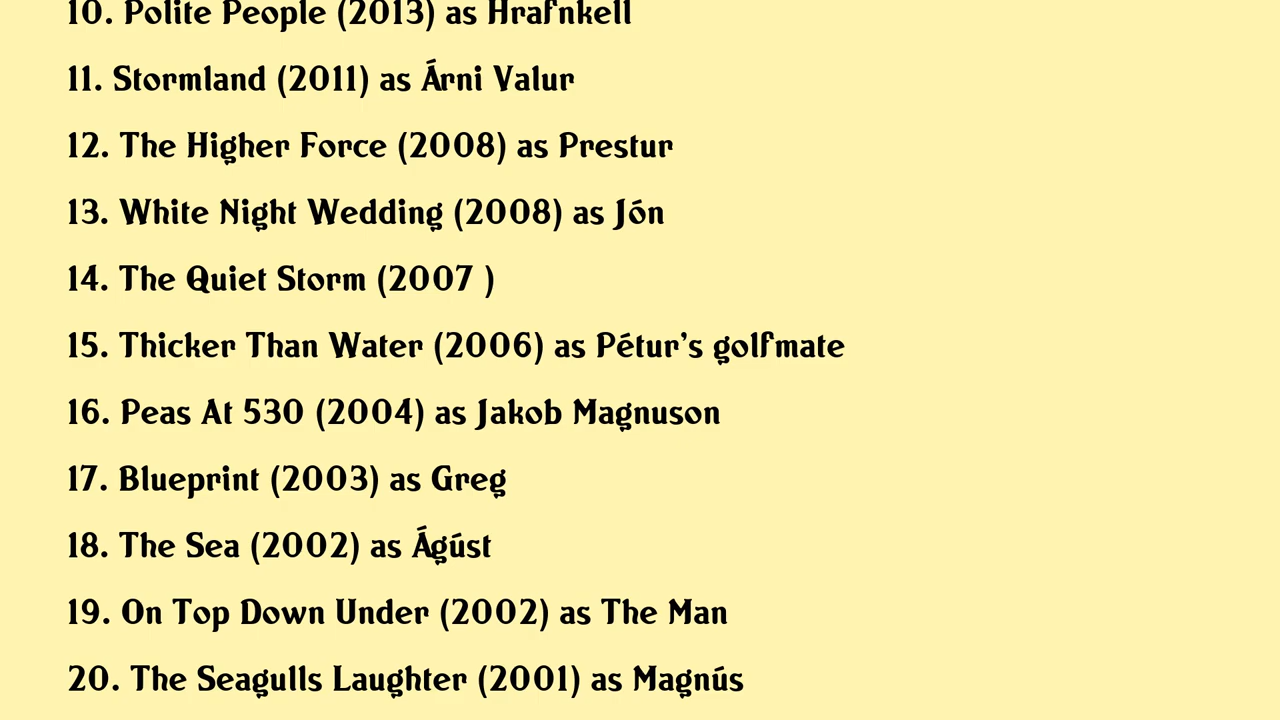 10. Polite People (2013) as Hrafnkell
11. Stormland (2011) as Árni Valur
12. The Higher Force (2008) as Prestur
13. White Night Wedding (2008) as Jón
14. The Quiet Storm (2007 )
15. Thicker Than Water (2006) as Pétur's golfmate
16. Peas At 530 (2004) as Jakob Magnuson
17. Blueprint (2003) as Greg
18. The Sea (2002) as Ágúst
19. On Top Down Under (2002) as The Man
20. The Seagulls Laughter (2001) as Magnús